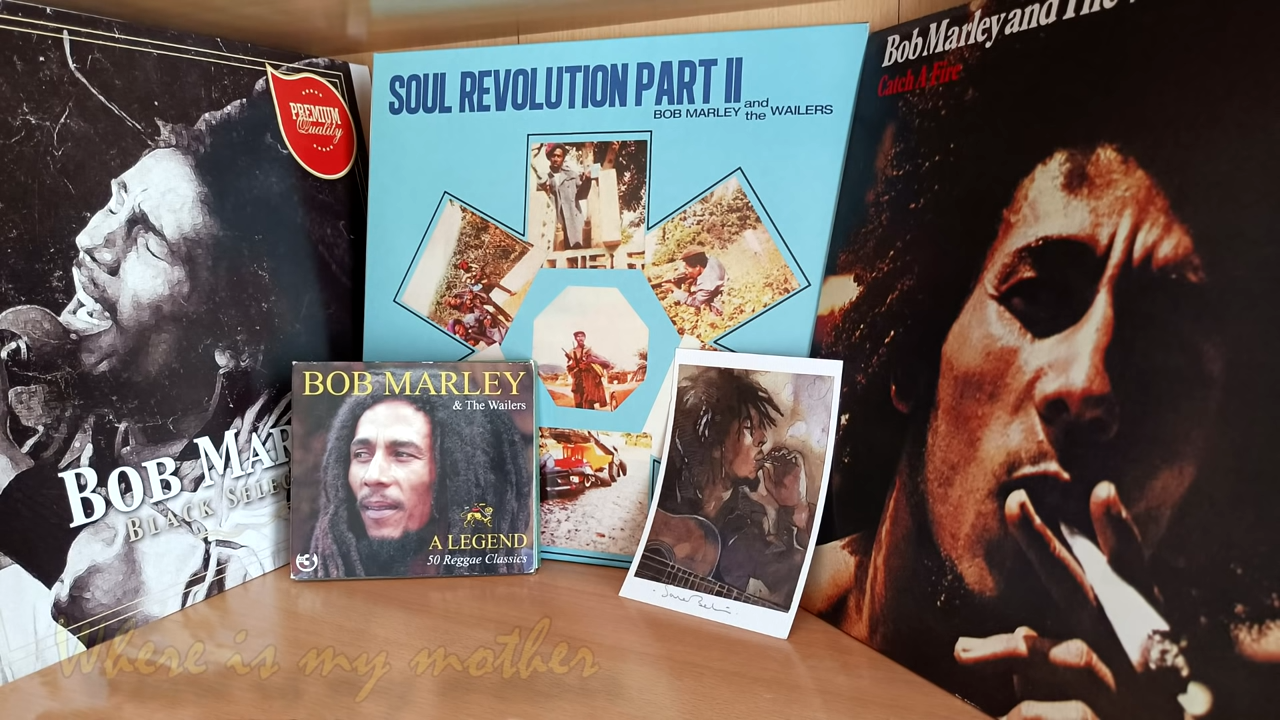 PREMIUM
Quality
BOB MAR
BLACK SELEC
SOUL REVOLUTION PART II
BOB MARLEY and the WAILERS
Bob Marley and The
Catch A Fire
BOB MARLEY
& The Wailers
A LEGEND
50 Reggae Classics
3
Where is my mother